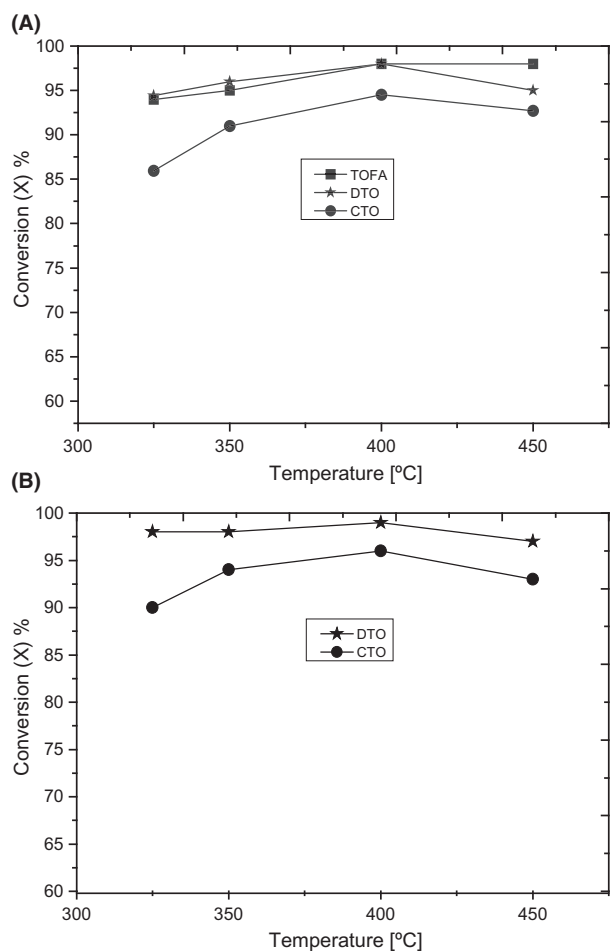 (A)
100
95
90
85
80
75
70
65
60
Conversion (X) %
TOFA
DTO
CTO
300 350 400 450
Temperature [ºC]
(B)
100
95
90
85
80
75
70
65
60
Conversion (X) %
DTO
CTO
300 350 400 450
Temperature [ºC]